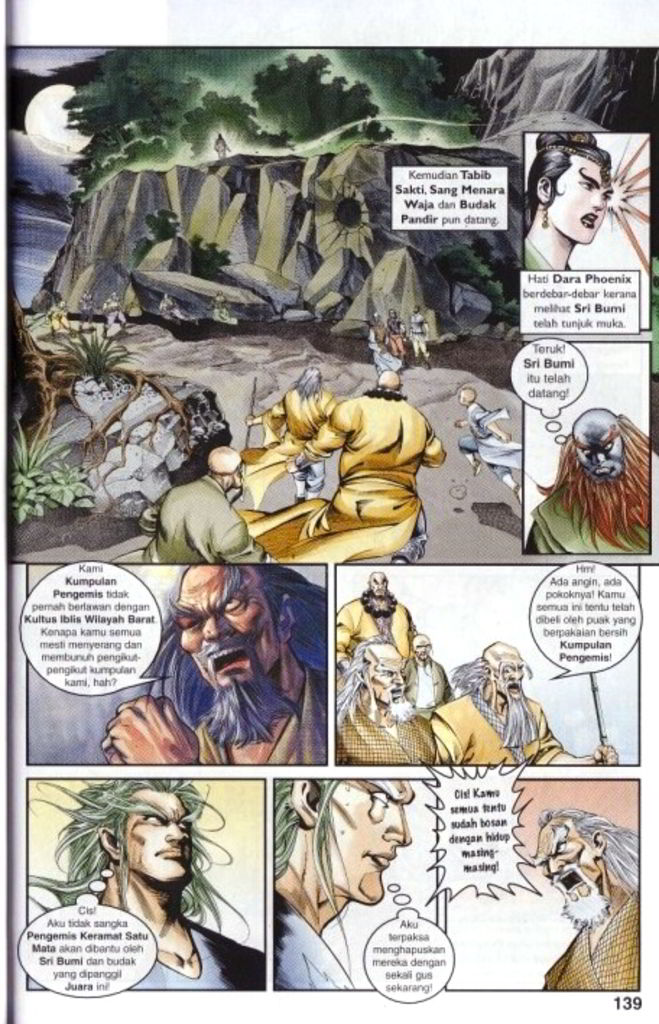 Kemudian Tabib
Sakti, Sang Menara
Waja dan Budak
Pandir pun datang.
Hati Dara Phoenix
berdebar-debar kerana
melihat Sri Bumi
telah tunjuk muka.
Teruk!
Sri Bumi
itu telah
datang!
Kami
Kumpulan
Pengemis tidak
pernah berlawan dengan
Kultus Iblis Wilayah Barat.
Kenapa kamu semua
mesti menyerang dan
membunuh pengikut-
pengikut kumpulan
kami, hah?
Hm!
Ada angin, ada
pokoknya! Kamu
semua ini tentu telah
dibeli oleh puak yang
berpakaian bersih
Kumpulan
Pengemis!
Cis!
Aku tidak sangka
Pengemis Keramat Satu
Mata akan dibantu oleh
Sri Bumi dan budak
yang dipanggil
Juara ini!
Aku
terpaksa
menghapuskan
mereka dengan
sekali gus
sekarang!
Cis! Kamu
semua tentu
sudah bosan
dengan hidup
masing-
masing!
139